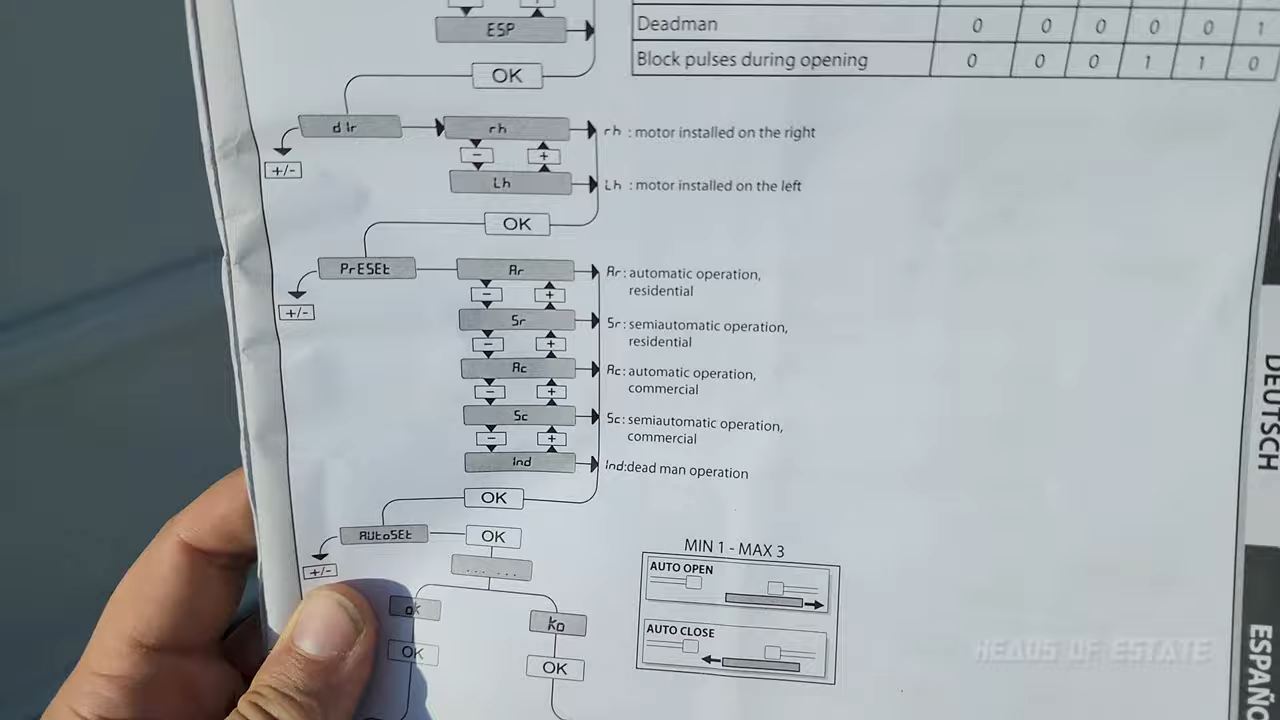 ESP
Deadman 0 0 0 0 0 1
Block pulses during opening 0 0 0 1 1 0
OK
dIr
rh
rh : motor installed on the right
- +
+/-
Lh
Lh : motor installed on the left
OK
PrESEt
Ar
Ar: automatic operation,
residential
- +
+/-
Sr
Sr: semiautomatic operation,
residential
- +
Ac
Ac: automatic operation,
commercial
- +
Sc
Sc: semiautomatic operation,
commercial
- +
Ind
Ind:dead man operation
OK
AUtoSEt
OK
+/-
... ...
ok
Ko
OK
OK
MIN 1 - MAX 3
AUTO OPEN
AUTO CLOSE
DEUTSCH
ESPAÑO
HEADS OF ESTATE